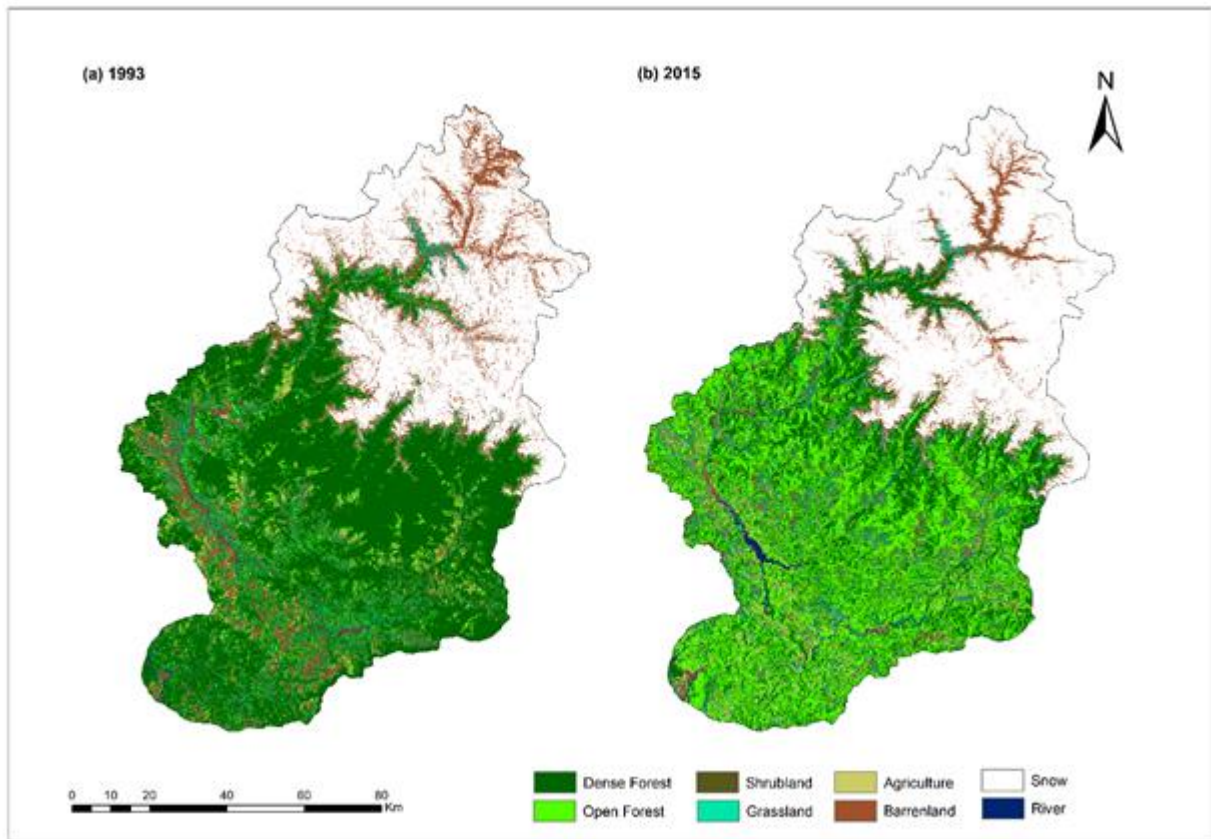 (a) 1993
(b) 2015
N
Dense Forest
Shrubland
Agriculture
Snow
Open Forest
Grassland
Barrenland
River
0 10 20 40 60 80
Km